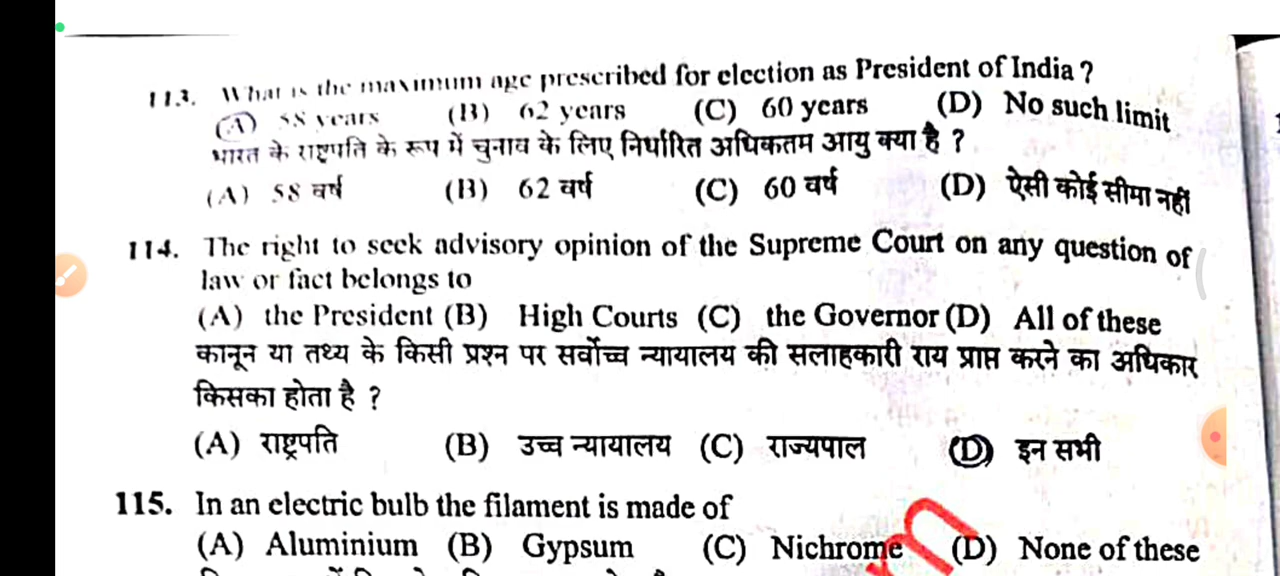 113. What is the maximum age prescribed for election as President of India ?
(A) 58 years (B) 62 years (C) 60 years (D) No such limit
भारत के राष्ट्रपति के रूप में चुनाव के लिए निर्धारित अधिकतम आयु क्या है ?
(A) 58 वर्ष (B) 62 वर्ष (C) 60 वर्ष (D) ऐसी कोई सीमा नहीं
114. The right to seek advisory opinion of the Supreme Court on any question of
law or fact belongs to
(A) the President (B) High Courts (C) the Governor (D) All of these
कानून या तथ्य के किसी प्रश्न पर सर्वोच्च न्यायालय की सलाहकारी राय प्राप्त करने का अधिकार
किसका होता है ?
(A) राष्ट्रपति (B) उच्च न्यायालय (C) राज्यपाल (D) इन सभी
115. In an electric bulb the filament is made of
(A) Aluminium (B) Gypsum (C) Nichrome (D) None of these